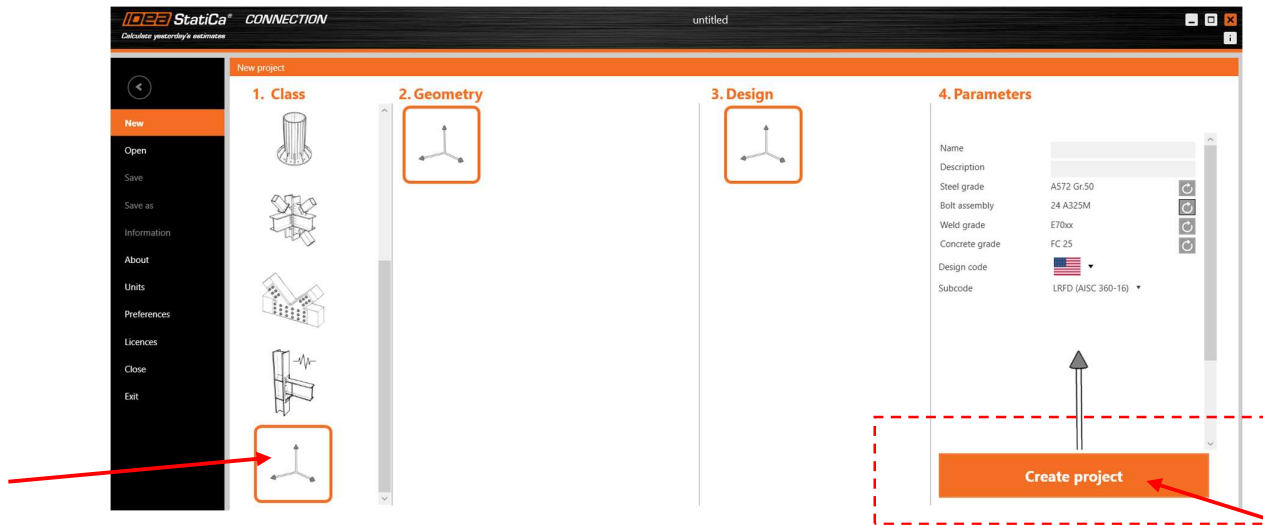 IDEA StatiCa® CONNECTION
untitled
Calculate yesterday's estimates
i
New project
1. Class
2. Geometry
3. Design
4. Parameters
New
Open
Save
Save as
Information
About
Units
Preferences
Licences
Close
Exit
Name
Description
Steel grade A572 Gr.50
Bolt assembly 24 A325M
Weld grade E70xx
Concrete grade FC 25
Design code
Subcode LRFD (AISC 360-16)
Create project